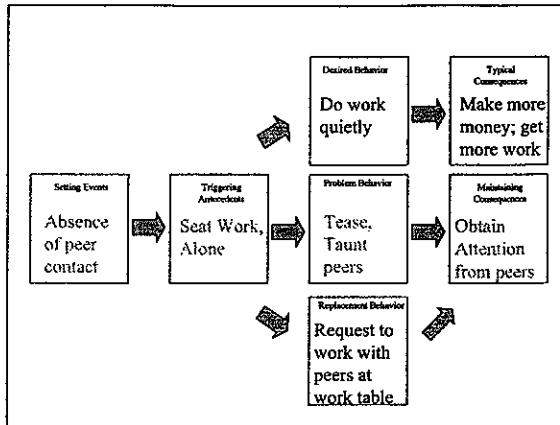 Desired Behavior
Do work
quietly
Typical
Consequences
Make more
money; get
more work
Setting Events
Absence
of peer
contact
Triggering
Antecedents
Seat Work,
Alone
Problem Behavior
Tease,
Taunt
peers
Maintaining
Consequences
Obtain
Attention
from peers
Replacement Behavior
Request to
work with
peers at
work table